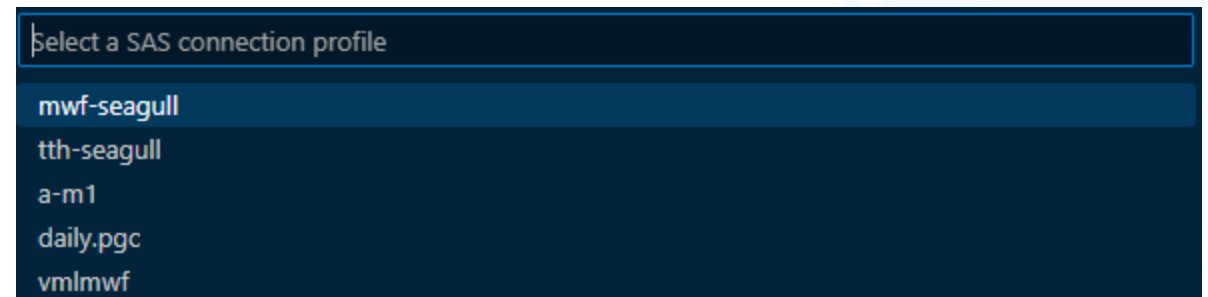 Select a SAS connection profile
mwf-seagull
tth-seagull
a-m1
daily.pgc
vmlmwf